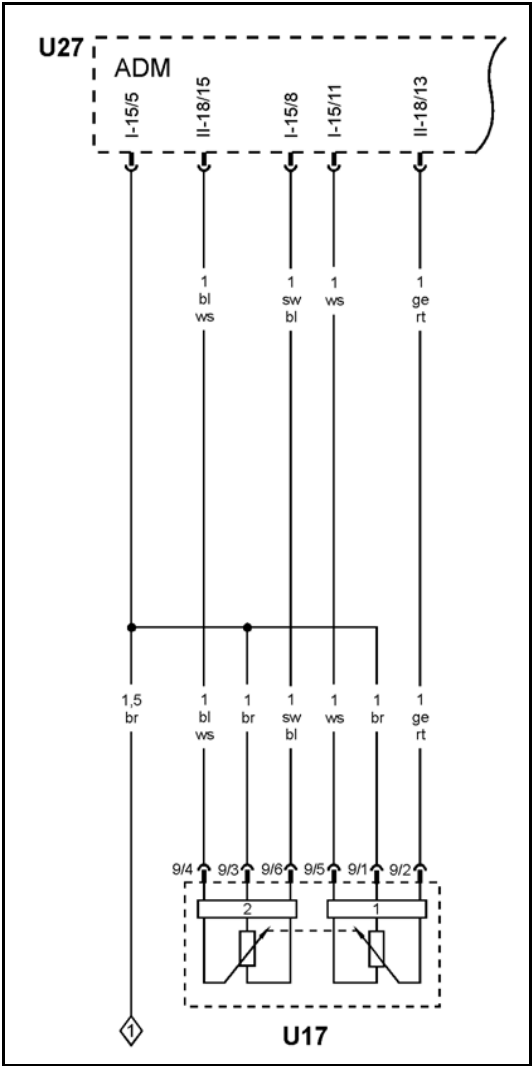 U27
ADM
I-15/5
II-18/15
I-15/8
I-15/11
II-18/13
1
bl
ws
1
sw
bl
1
ws
1
ge
rt
1,5
br
1
bl
ws
1
br
1
sw
bl
1
ws
1
br
1
ge
rt
9/4
9/3
9/6
9/5
9/1
9/2
2
1
1
U17